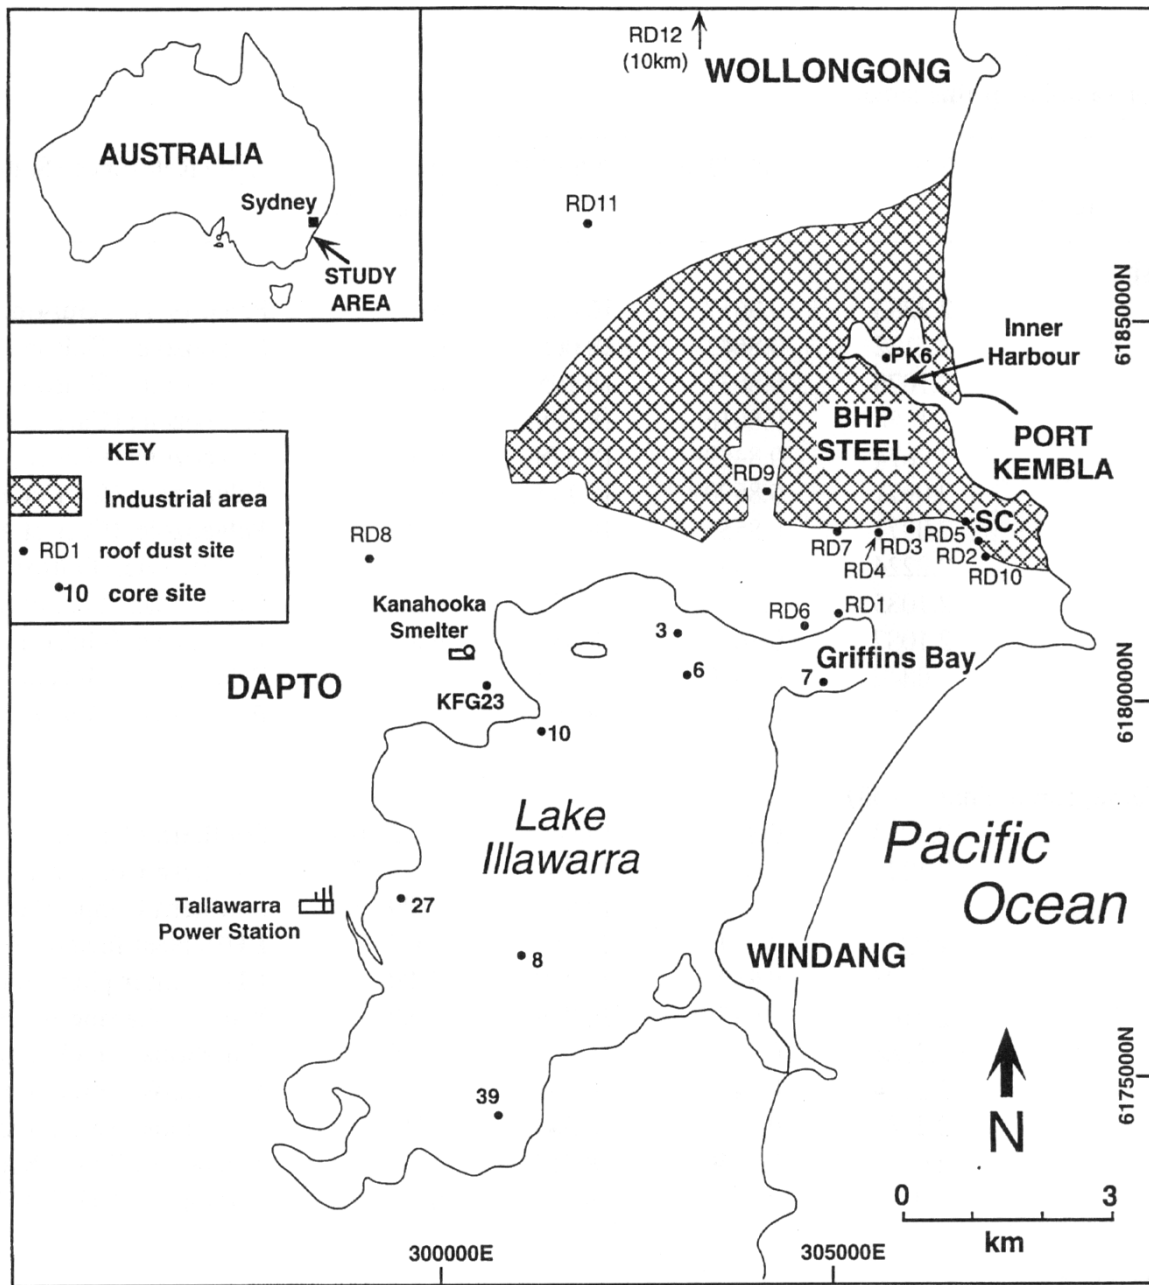 RD12
(10km)
WOLLONGONG
AUSTRALIA
Sydney
STUDY
AREA
RD11
6185000N
Inner
Harbour
PK6
BHP
STEEL
PORT
KEMBLA
KEY
Industrial area
RD1 roof dust site
10 core site
RD9
SC
RD8
RD7
RD4
RD3
RD5
RD2
RD10
Kanahooka
Smelter
3
RD6
RD1
6
7
Griffins Bay
DAPTO
KFG23
10
6180000N
Lake
Illawarra
Pacific
Ocean
Tallawarra
Power Station
27
8
WINDANG
39
6175000N
N
0 3
km
300000E
305000E